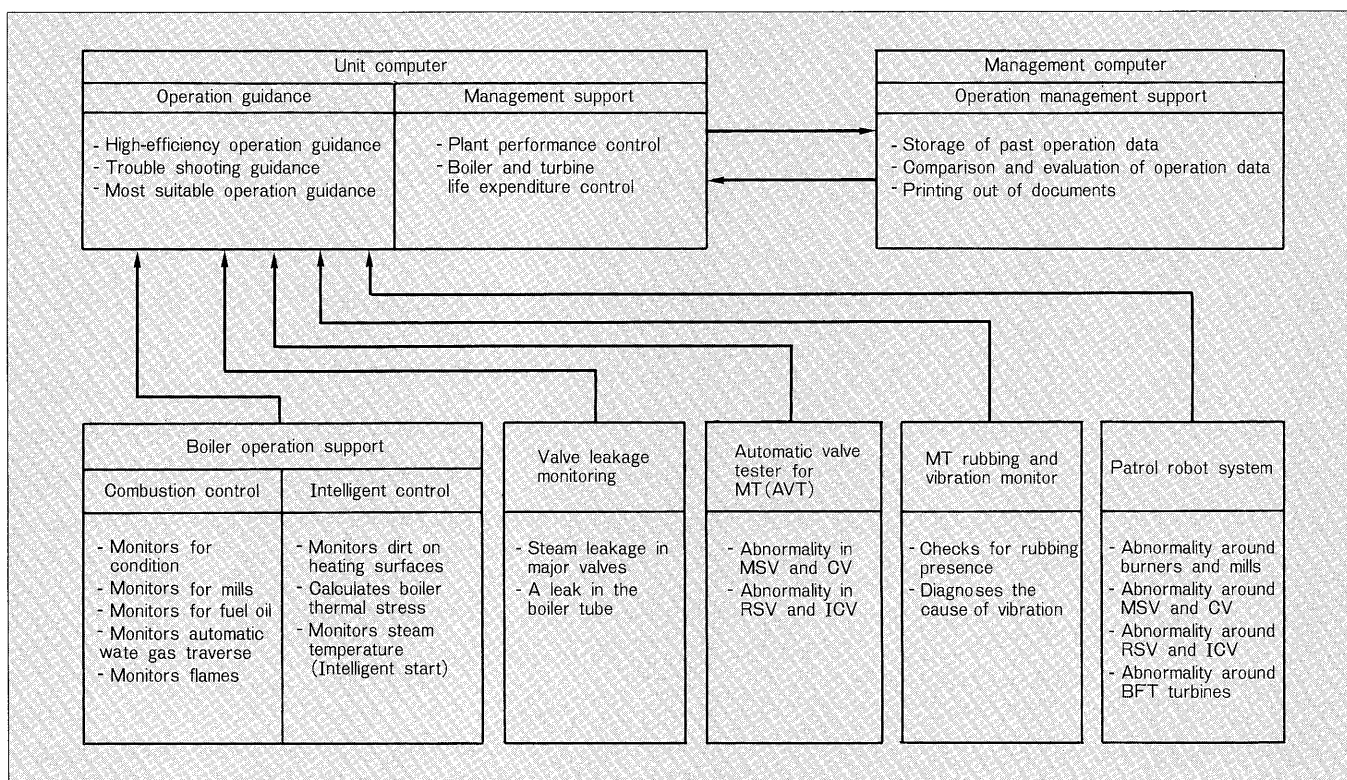 Unit computer
Operation guidance
- High-efficiency operation guidance
- Trouble shooting guidance
- Most suitable operation guidance
Management support
- Plant performance control
- Boiler and turbine
life expenditure control
Management computer
Operation management support
- Storage of past operation data
- Comparison and evaluation of operation data
- Printing out of documents
Boiler operation support
Combustion control
- Monitors for
condition
- Monitors for mills
- Monitors for fuel oil
- Monitors automatic
wate gas traverse
- Monitors flames
Intelligent control
- Monitors dirt on
heating surfaces
- Calculates boiler
thermal stress
- Monitors steam
temperature
(Intelligent start)
Valve leakage
monitoring
- Steam leakage in
major valves
- A leak in the
boiler tube
Automatic valve
tester for
MT(AVT)
- Abnormality in
MSV and CV
- Abnormality in
RSV and ICV
MT rubbing and
vibration monitor
- Checks for rubbing
presence
- Diagnoses the
cause of vibration
Patrol robot system
- Abnormality around
burners and mills
- Abnormality around
MSV and CV
- Abnormality around
RSV and ICV
- Abnormality around
BFT turbines